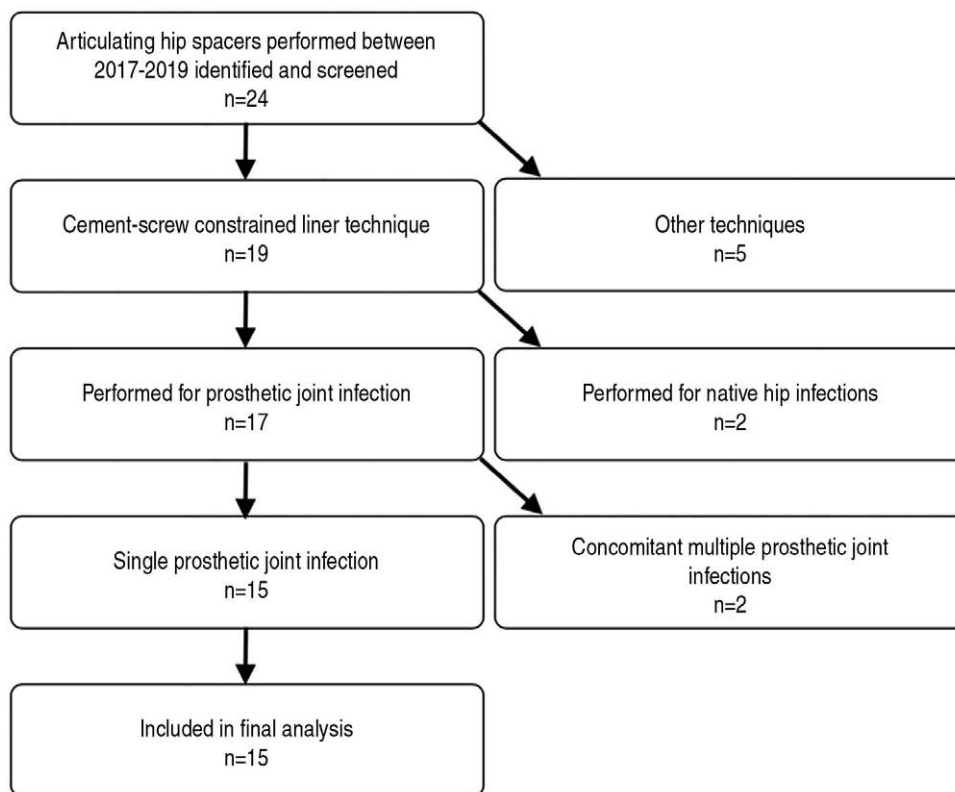 Articulating hip spacers performed between
2017-2019 identified and screened
n=24
Cement-screw constrained liner technique
n=19
Other techniques
n=5
Performed for prosthetic joint infection
n=17
Performed for native hip infections
n=2
Single prosthetic joint infection
n=15
Concomitant multiple prosthetic joint
infections
n=2
Included in final analysis
n=15